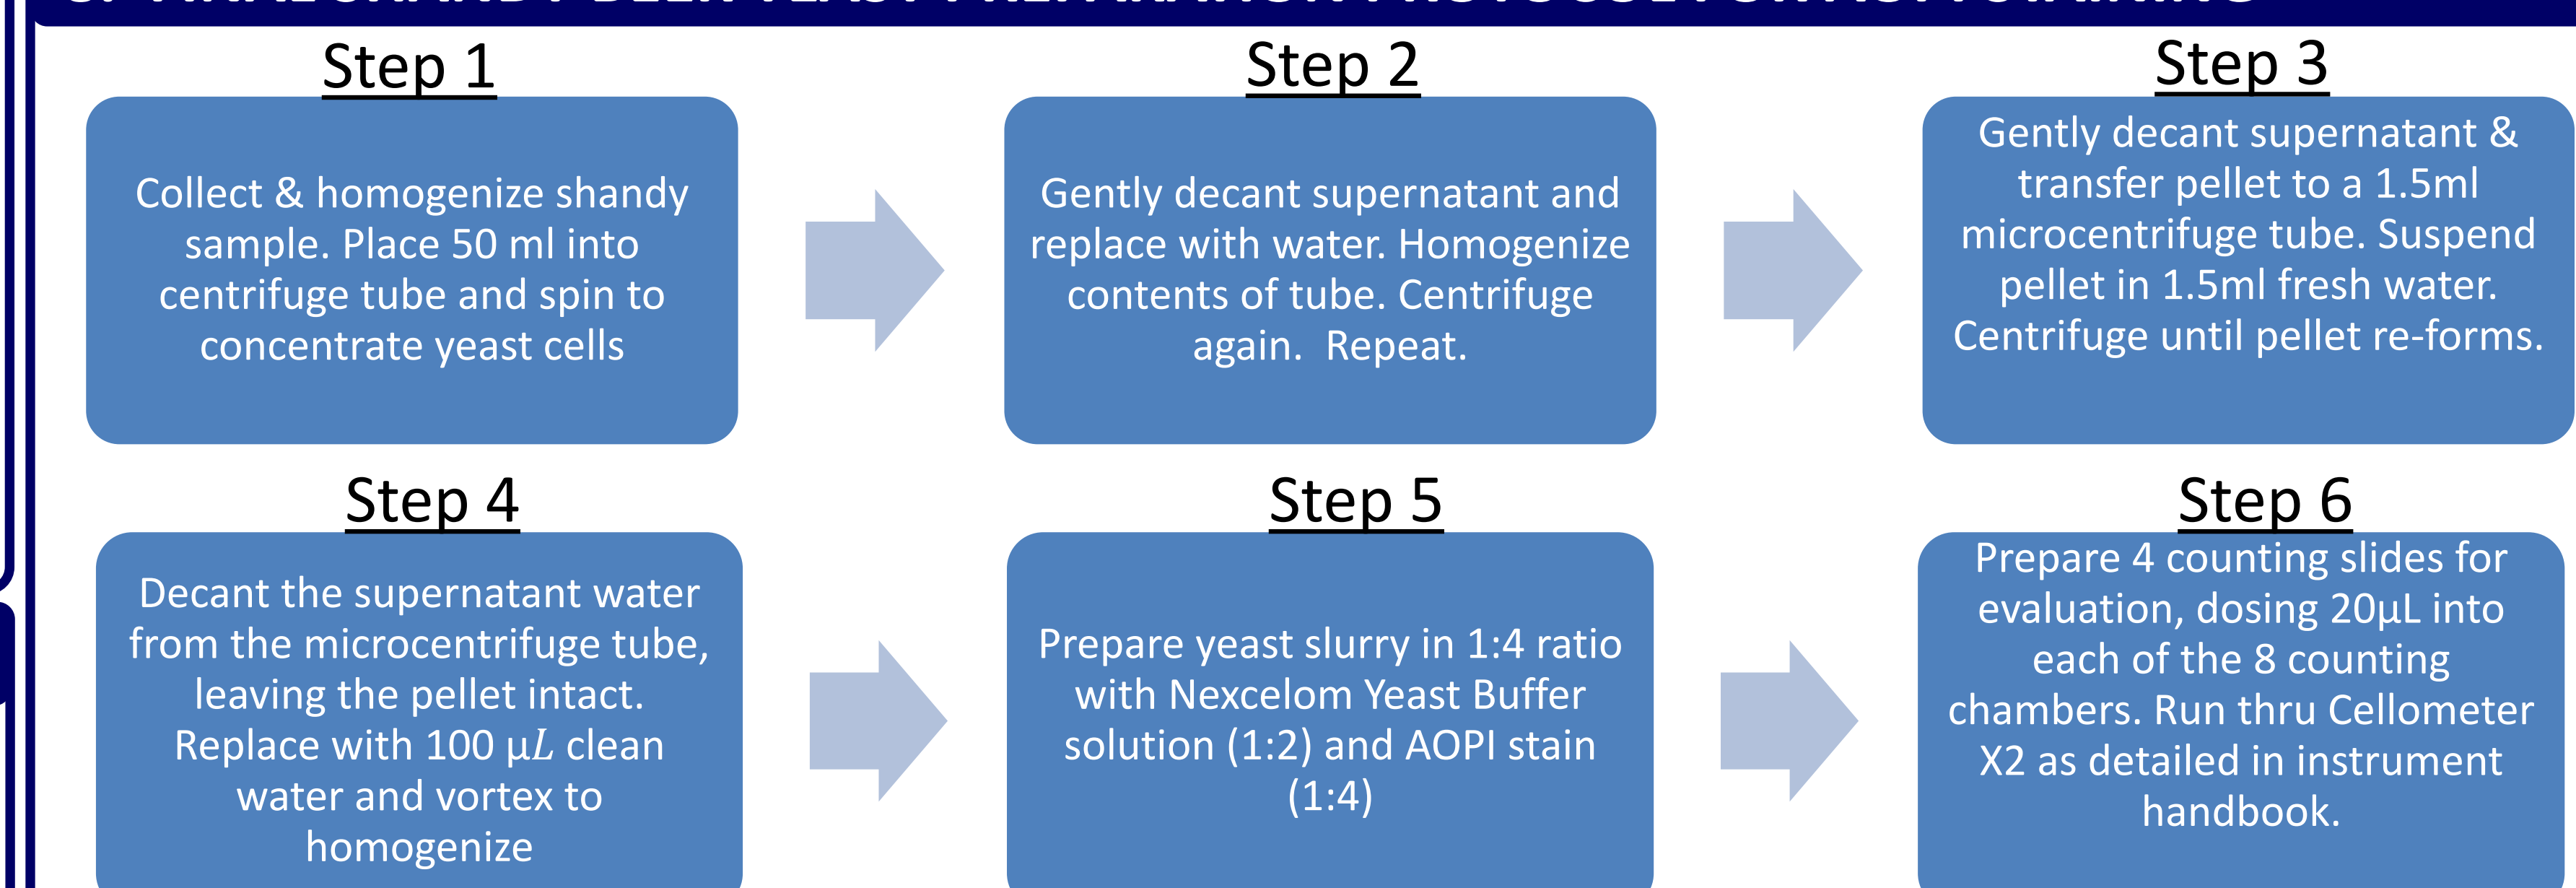 Step 1
Collect & homogenize shandy
sample. Place 50 ml into
centrifuge tube and spin to
concentrate yeast cells
Step 2
Gently decant supernatant and
replace with water. Homogenize
contents of tube. Centrifuge
again.  Repeat.
Step 3
Gently decant supernatant &
transfer pellet to a 1.5ml
microcentrifuge tube. Suspend
pellet in 1.5ml fresh water.
Centrifuge until pellet re-forms.
Step 4
Decant the supernatant water
from the microcentrifuge tube,
leaving the pellet intact.
Replace with 100 μL clean
water and vortex to
homogenize
Step 5
Prepare yeast slurry in 1:4 ratio
with Nexcelom Yeast Buffer
solution (1:2) and AOPI stain
(1:4)
Step 6
Prepare 4 counting slides for
evaluation, dosing 20μL into
each of the 8 counting
chambers. Run thru Cellometer
X2 as detailed in instrument
handbook.